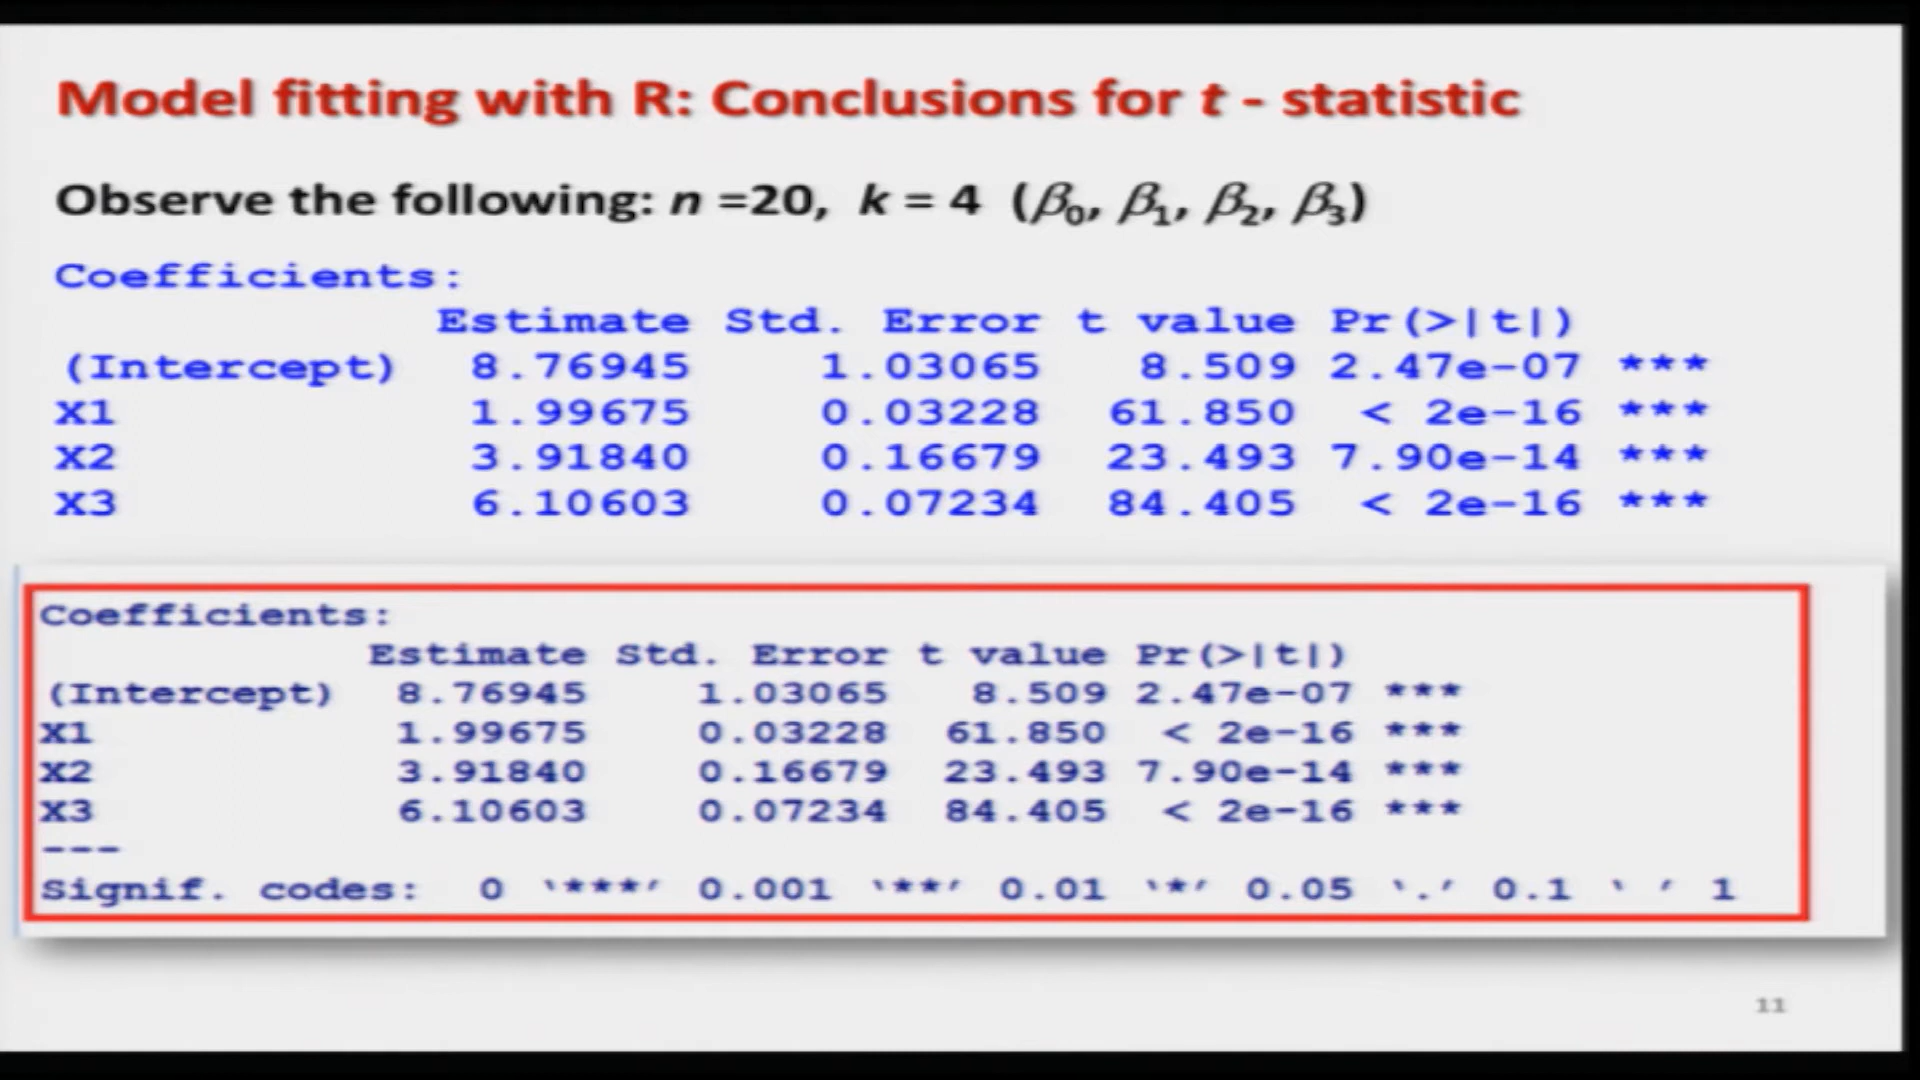 Model fitting with R: Conclusions for t - statistic
Observe the following: n =20, k = 4 (β0, β1, β2, β3)
Coefficients:
Estimate Std. Error t value Pr(>|t|)
(Intercept) 8.76945 1.03065 8.509 2.47e-07 ***
X1 1.99675 0.03228 61.850 < 2e-16 ***
X2 3.91840 0.16679 23.493 7.90e-14 ***
X3 6.10603 0.07234 84.405 < 2e-16 ***
Coefficients:
Estimate Std. Error t value Pr(>|t|)
(Intercept) 8.76945 1.03065 8.509 2.47e-07 ***
X1 1.99675 0.03228 61.850 < 2e-16 ***
X2 3.91840 0.16679 23.493 7.90e-14 ***
X3 6.10603 0.07234 84.405 < 2e-16 ***
---
Signif. codes: 0 ‘***’ 0.001 ‘**’ 0.01 ‘*’ 0.05 ‘.’ 0.1 ‘ ’ 1
11